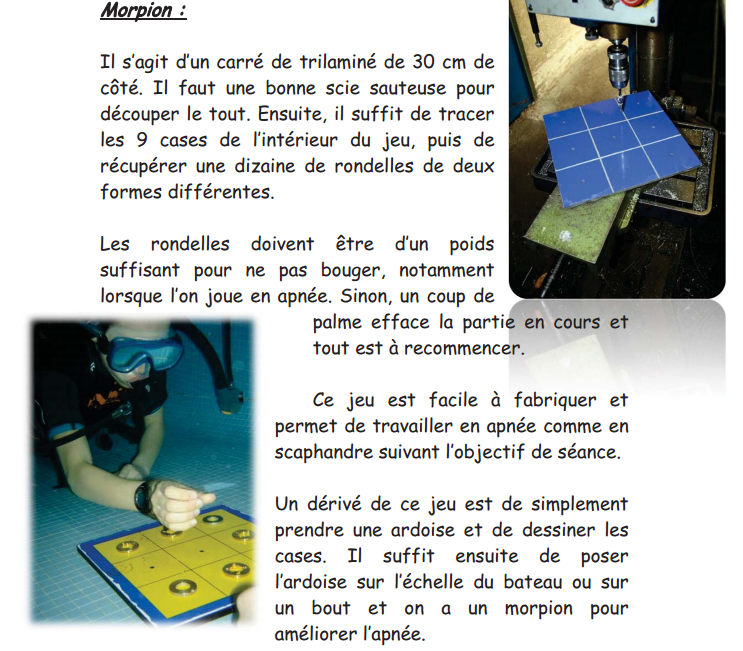 Morpion :
Il s'agit d'un carré de trilaminé de 30 cm de
côté. Il faut une bonne scie sauteuse pour
découper le tout. Ensuite, il suffit de tracer
les 9 cases de l'intérieur du jeu, puis de
récupérer une dizaine de rondelles de deux
formes différentes.
Les rondelles doivent être d'un poids
suffisant pour ne pas bouger, notamment
lorsque l'on joue en apnée. Sinon, un coup de
palme efface la partie en cours et
tout est à recommencer.
Ce jeu est facile à fabriquer et
permet de travailler en apnée comme en
scaphandre suivant l'objectif de séance.
Un dérivé de ce jeu est de simplement
prendre une ardoise et de dessiner les
cases. Il suffit ensuite de poser
l'ardoise sur l'échelle du bateau ou sur
un bout et on a un morpion pour
améliorer l'apnée.